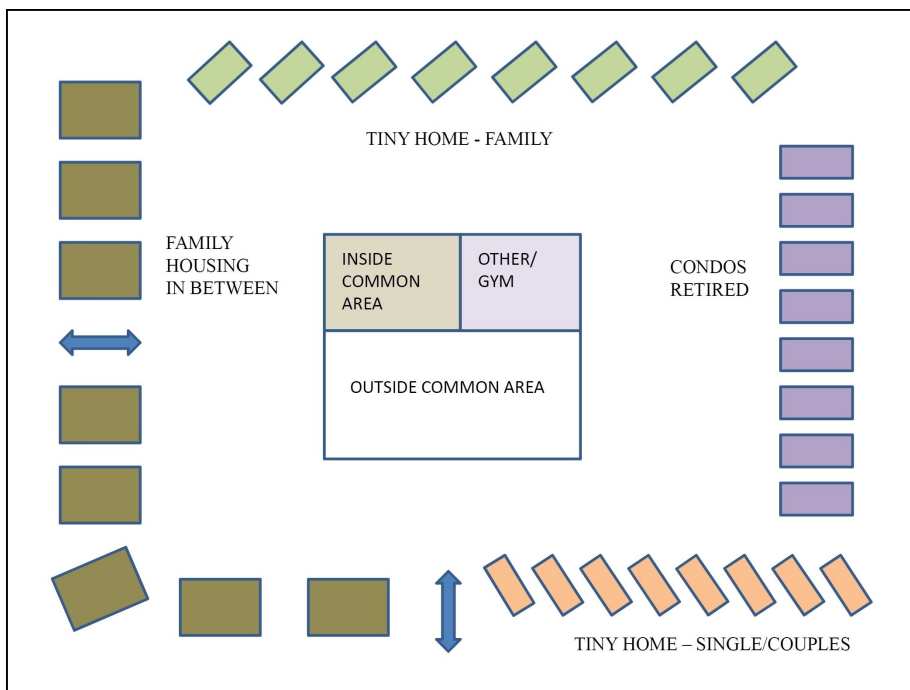 TINY HOME - FAMILY
FAMILY
HOUSING
IN BETWEEN
INSIDE
COMMON
AREA
OTHER/
GYM
CONDOS
RETIRED
OUTSIDE COMMON AREA
TINY HOME – SINGLE/COUPLES